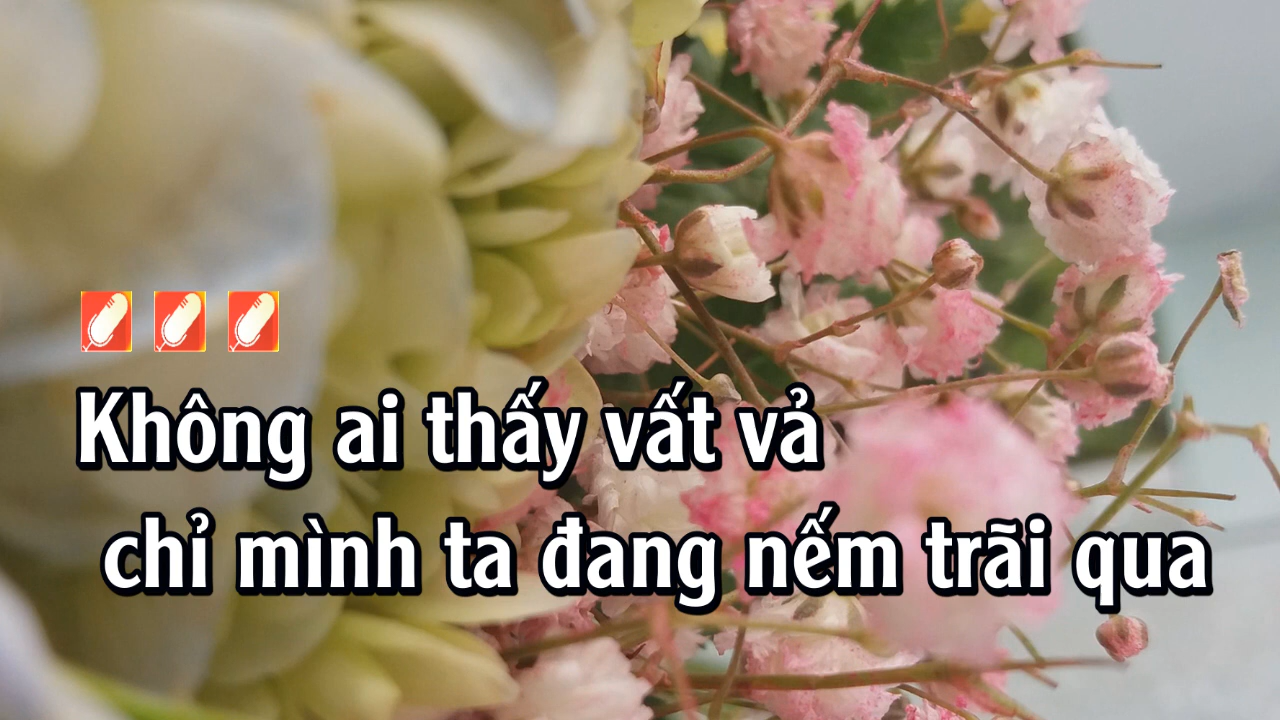 Không ai thấy vất vả
chỉ mình ta đang nếm trãi qua